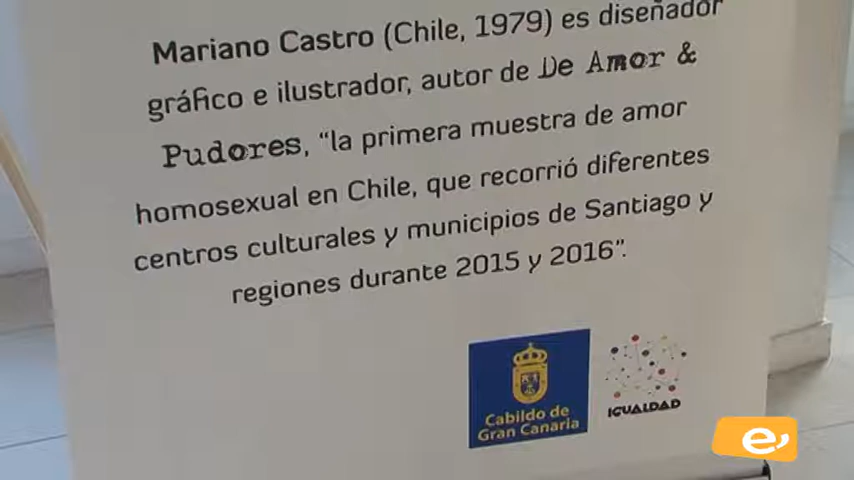 Mariano Castro (Chile, 1979) es diseñador
gráfico e ilustrador, autor de De Amor &
Pudores, “la primera muestra de amor
homosexual en Chile, que recorrió diferentes
centros culturales y municipios de Santiago y
regiones durante 2015 y 2016”.
Cabildo de
Gran Canaria
IGUALDAD
e